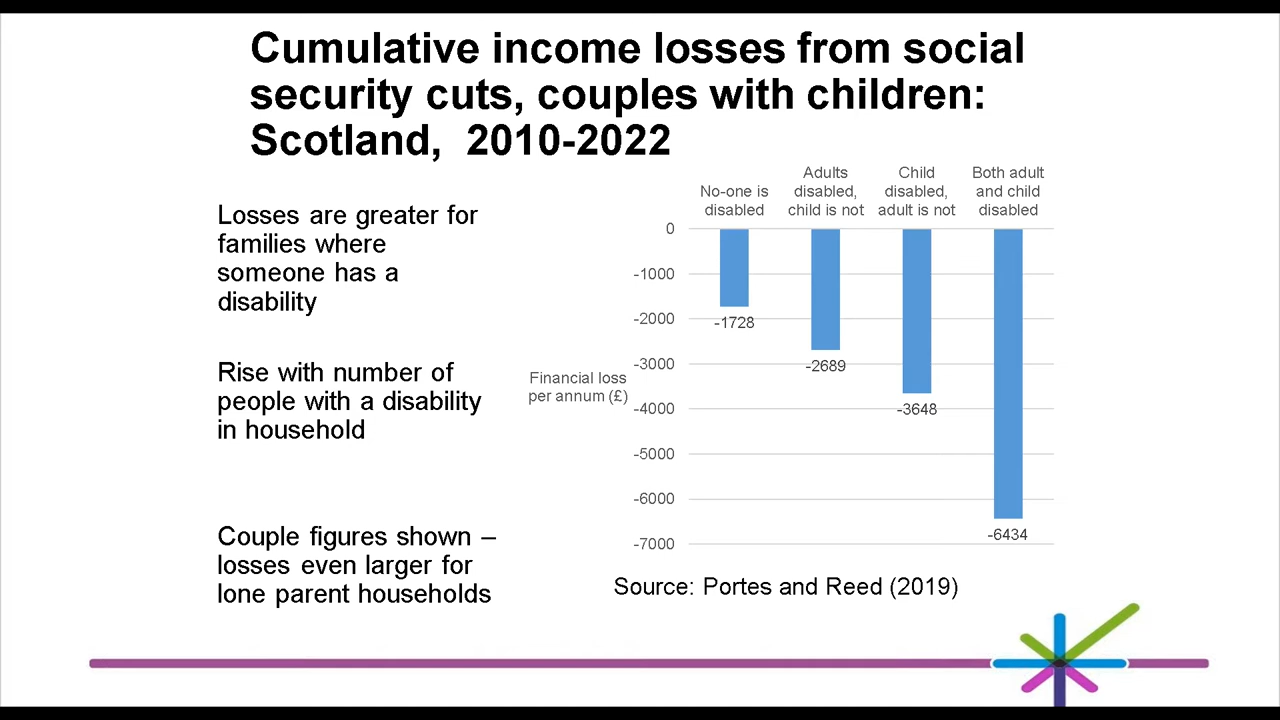 Cumulative income losses from social
security cuts, couples with children:
Scotland, 2010-2022
Losses are greater for
families where
someone has a
disability
Rise with number of
people with a disability
in household
Couple figures shown –
losses even larger for
lone parent households
No-one is
disabled
Adults
disabled,
child is not
Child
disabled,
adult is not
Both adult
and child
disabled
0
-1000
-2000
-3000
-4000
-5000
-6000
-7000
Financial loss
per annum (£)
-1728
-2689
-3648
-6434
Source: Portes and Reed (2019)